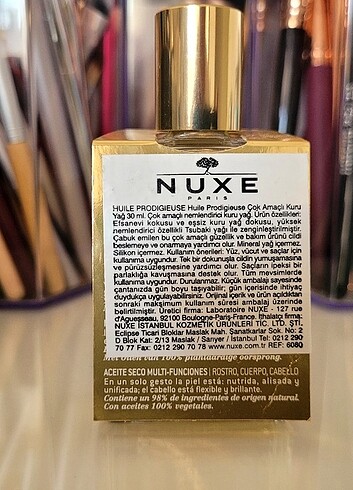 NUXE
PARIS
HUILE PRODIGIEUSE Huile Prodigieuse Çok Amaçlı Kuru
Yağ 30 ml. Çok amaçlı nemlendirici kuru yağ. Ürün özellikleri:
Efsanevi kokusu ve eşsiz kuru yağ dokusu, yüksek
nemlendirici özellikli Tsubaki yağı ile zenginleştirilmiştir.
Çabuk emilen bu çok amaçlı güzellik ve bakım ürünü cildi
beslemeye ve onarmaya yardımcı olur. Mineral yağ içermez.
Silikon içermez. Kullanım önerileri: Yüz, vücut ve saçlar için
kullanıma uygundur. Tek bir dokunuşla cildin yumuşamasına
ve pürüzsüzleşmesine yardımcı olur. Saçların ipeksi bir
parlaklığa kavuşmasına destek olur. Tüm mevsimlerde
kullanıma uygundur. Durulanmaz. Küçük ambalajı sayesinde
çantanızda gün boyu taşıyabilir, gün içerisinde ihtiyaç
duydukça uygulayabilirsiniz. Orijinal içerik ve ürün açıldıktan
sonraki maksimum kullanım süresi ambalaj üzerinde
belirtilmiştir. Üretici firma: Laboratoire NUXE - 127 rue
d'Aguesseau, 92100 Boulogne-Paris-France. İthalatçı firma:
NUXE İSTANBUL KOZMETİK ÜRÜNLERİ TİC. LTD. ŞTİ.
Eclipse Ticari Bloklar Maslak Mah. Sanatkarlar Sok. No: 2
D Blok Kat: 2/13 Maslak / Sarıyer / İstanbul Tel: 0212 290
70 77 Fax: 0212 290 70 78 www.nuxe.com.tr REF: 6080
Met oliën van 100% plantaardige oorsprong.
ACEITE SECO MULTI-FUNCIONES | ROSTRO, CUERPO, CABELLO
En un solo gesto la piel está: nutrida, alisada y
unificada; el cabello está flexible y brillante.
Contiene un 98% de ingredientes de origen natural.
Con aceites 100% vegetales.